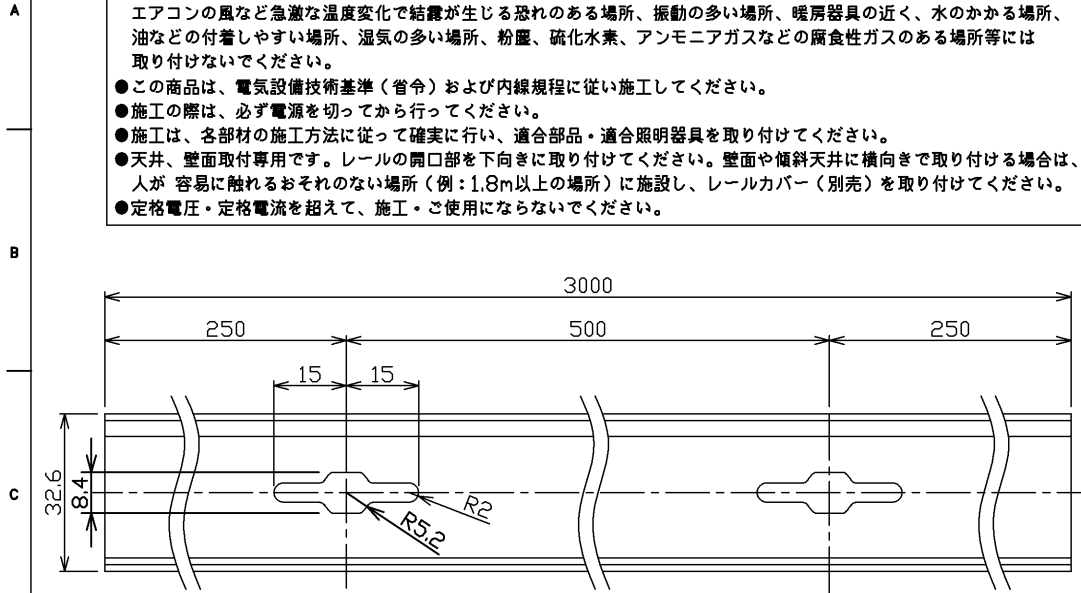 A
エアコンの風など急激な温度変化で結露が生じる恐れのある場所、振動の多い場所、暖房器具の近く、水のかかる場所、
油などの付着しやすい場所、湿気の多い場所、粉塵、硫化水素、アンモニアガスなどの腐食性ガスのある場所等には
取り付けないでください。
●この商品は、電気設備技術基準（省令）および内線規程に従い施工してください。
●施工の際は、必ず電源を切ってから行ってください。
●施工は、各部材の施工方法に従って確実に行い、適合部品・適合照明器具を取り付けてください。
●天井、壁面取付専用です。レールの開口部を下向きに取り付けてください。壁面や傾斜天井に横向きで取り付ける場合は、
人が 容易に触れるおそれのない場所（例：1.8m以上の場所）に施設し、レールカバー（別売）を取り付けてください。
●定格電圧・定格電流を超えて、施工・ご使用にならないでください。
B
3000
250 500 250
15 15
32.6
8.4
C
R2
R5.2